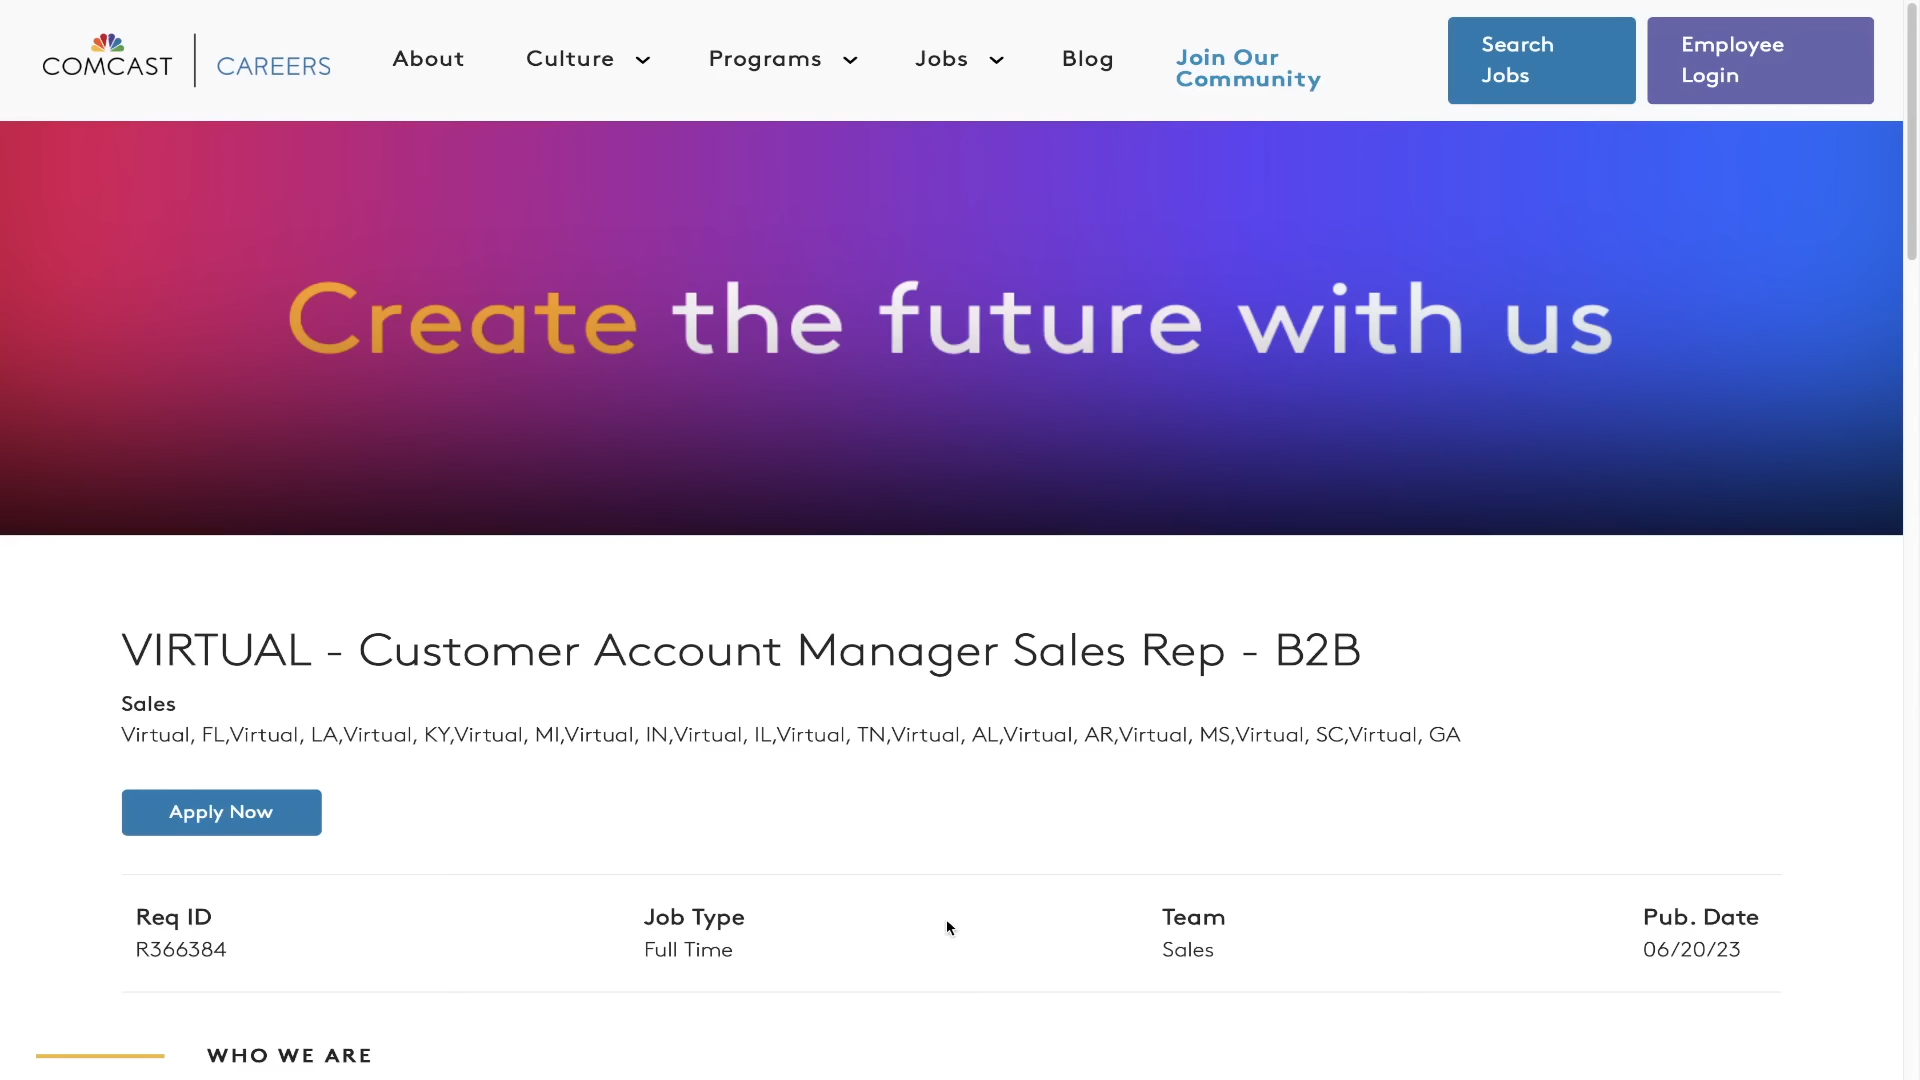 COMCAST CAREERS
About Culture Programs Jobs Blog
Join Our
Community
Search
Jobs
Employee
Login
Create the future with us
VIRTUAL - Customer Account Manager Sales Rep - B2B
Sales
Virtual, FL,Virtual, LA,Virtual, KY,Virtual, MI,Virtual, IN,Virtual, IL,Virtual, TN,Virtual, AL,Virtual, AR,Virtual, MS,Virtual, SC,Virtual, GA
Apply Now
Req ID
R366384
Job Type
Full Time
Team
Sales
Pub. Date
06/20/23
WHO WE ARE